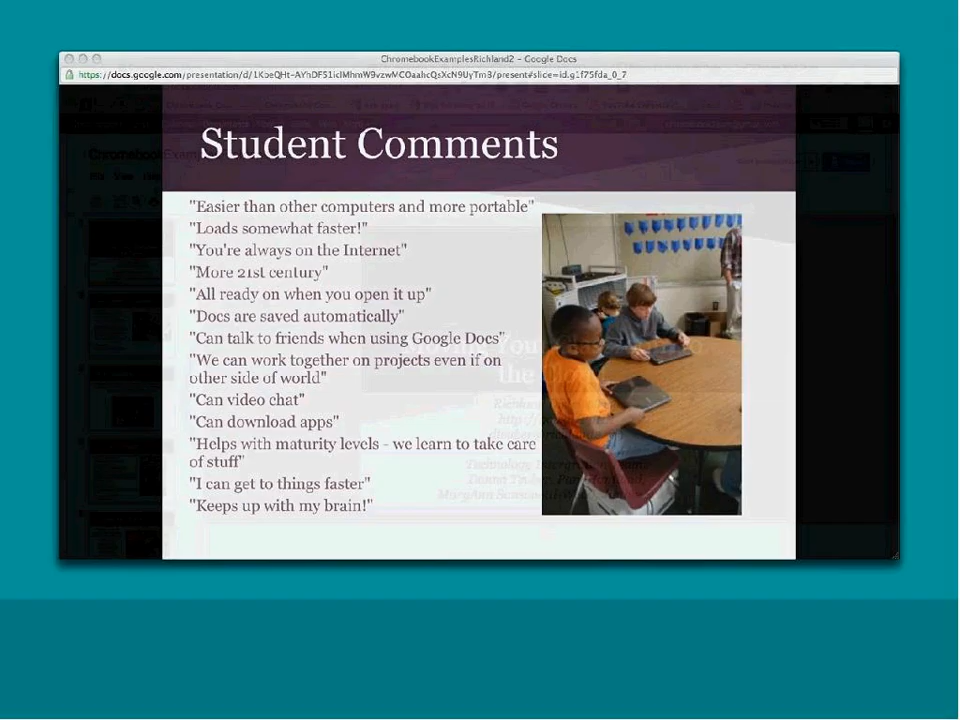 ChromebookExamplesRichland2 – Google Docs
Student Comments
"Easier than other computers and more portable"
"Loads somewhat faster!"
"You're always on the Internet"
"More 21st century"
"All ready on when you open it up"
"Docs are saved automatically"
"Can talk to friends when using Google Docs"
"We can work together on projects even if on
other side of world"
"Can video chat"
"Can download apps"
"Helps with maturity levels - we learn to take care
of stuff"
"I can get to things faster"
"Keeps up with my brain!"